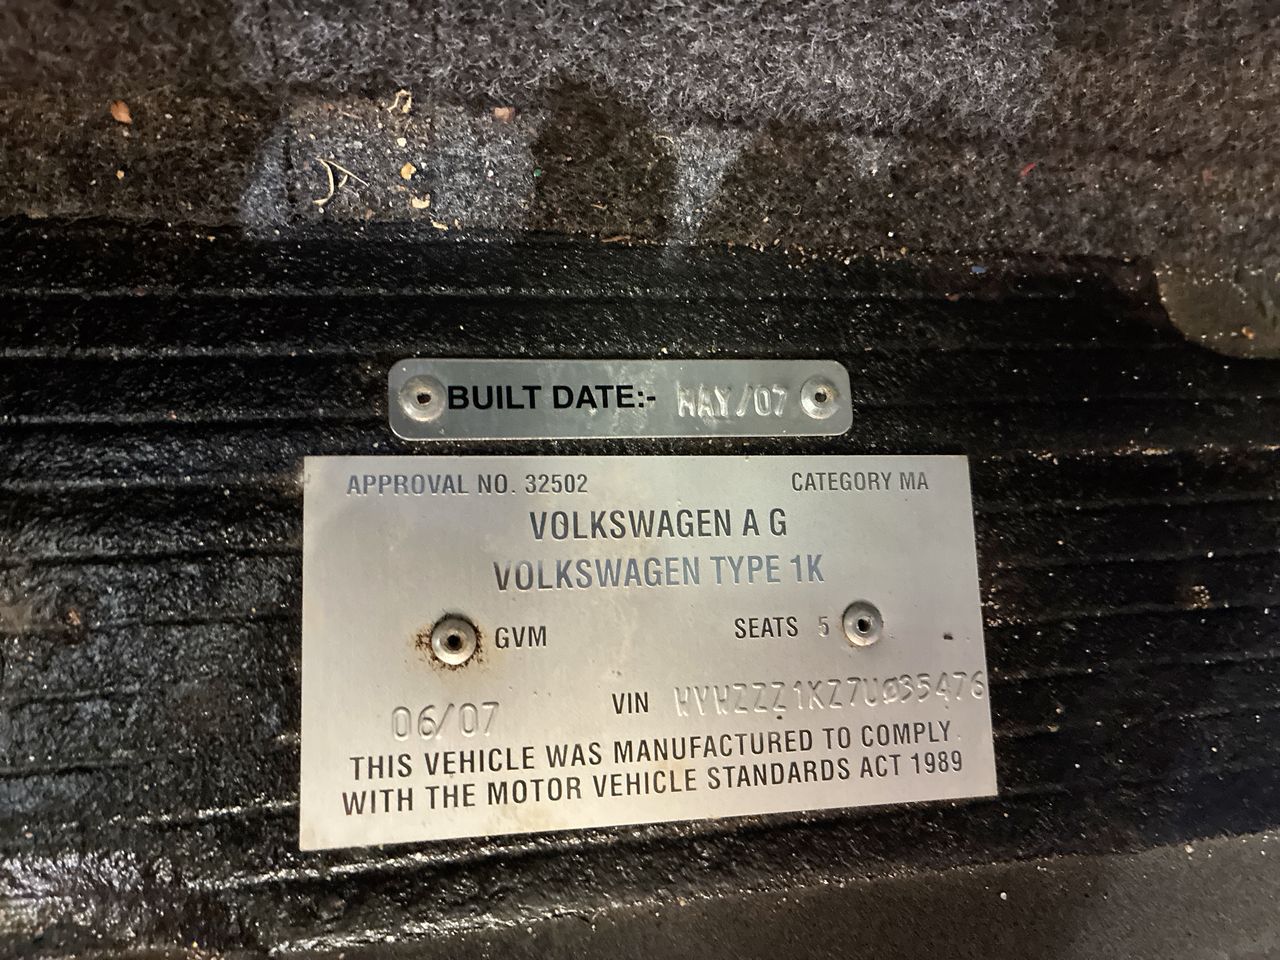 BUILT DATE:- MAY/07
APPROVAL NO. 32502 CATEGORY MA
VOLKSWAGEN A G
VOLKSWAGEN TYPE 1K
GVM SEATS 5
06/07 VIN WVWZZZ1KZ7U035476
THIS VEHICLE WAS MANUFACTURED TO COMPLY
WITH THE MOTOR VEHICLE STANDARDS ACT 1989